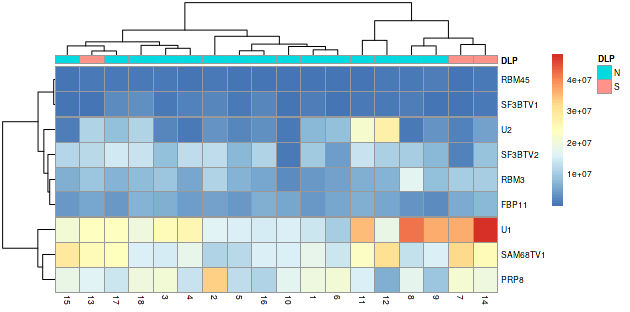 DLP
RBM45
SF3BTV1
U2
SF3BTV2
RBM3
FBP11
U1
SAM68TV1
PRP8
15 13 17 18 3 4 2 5 16 10 1 6 11 12 8 9 7 14
4e+07
3e+07
2e+07
1e+07
DLP
N
S